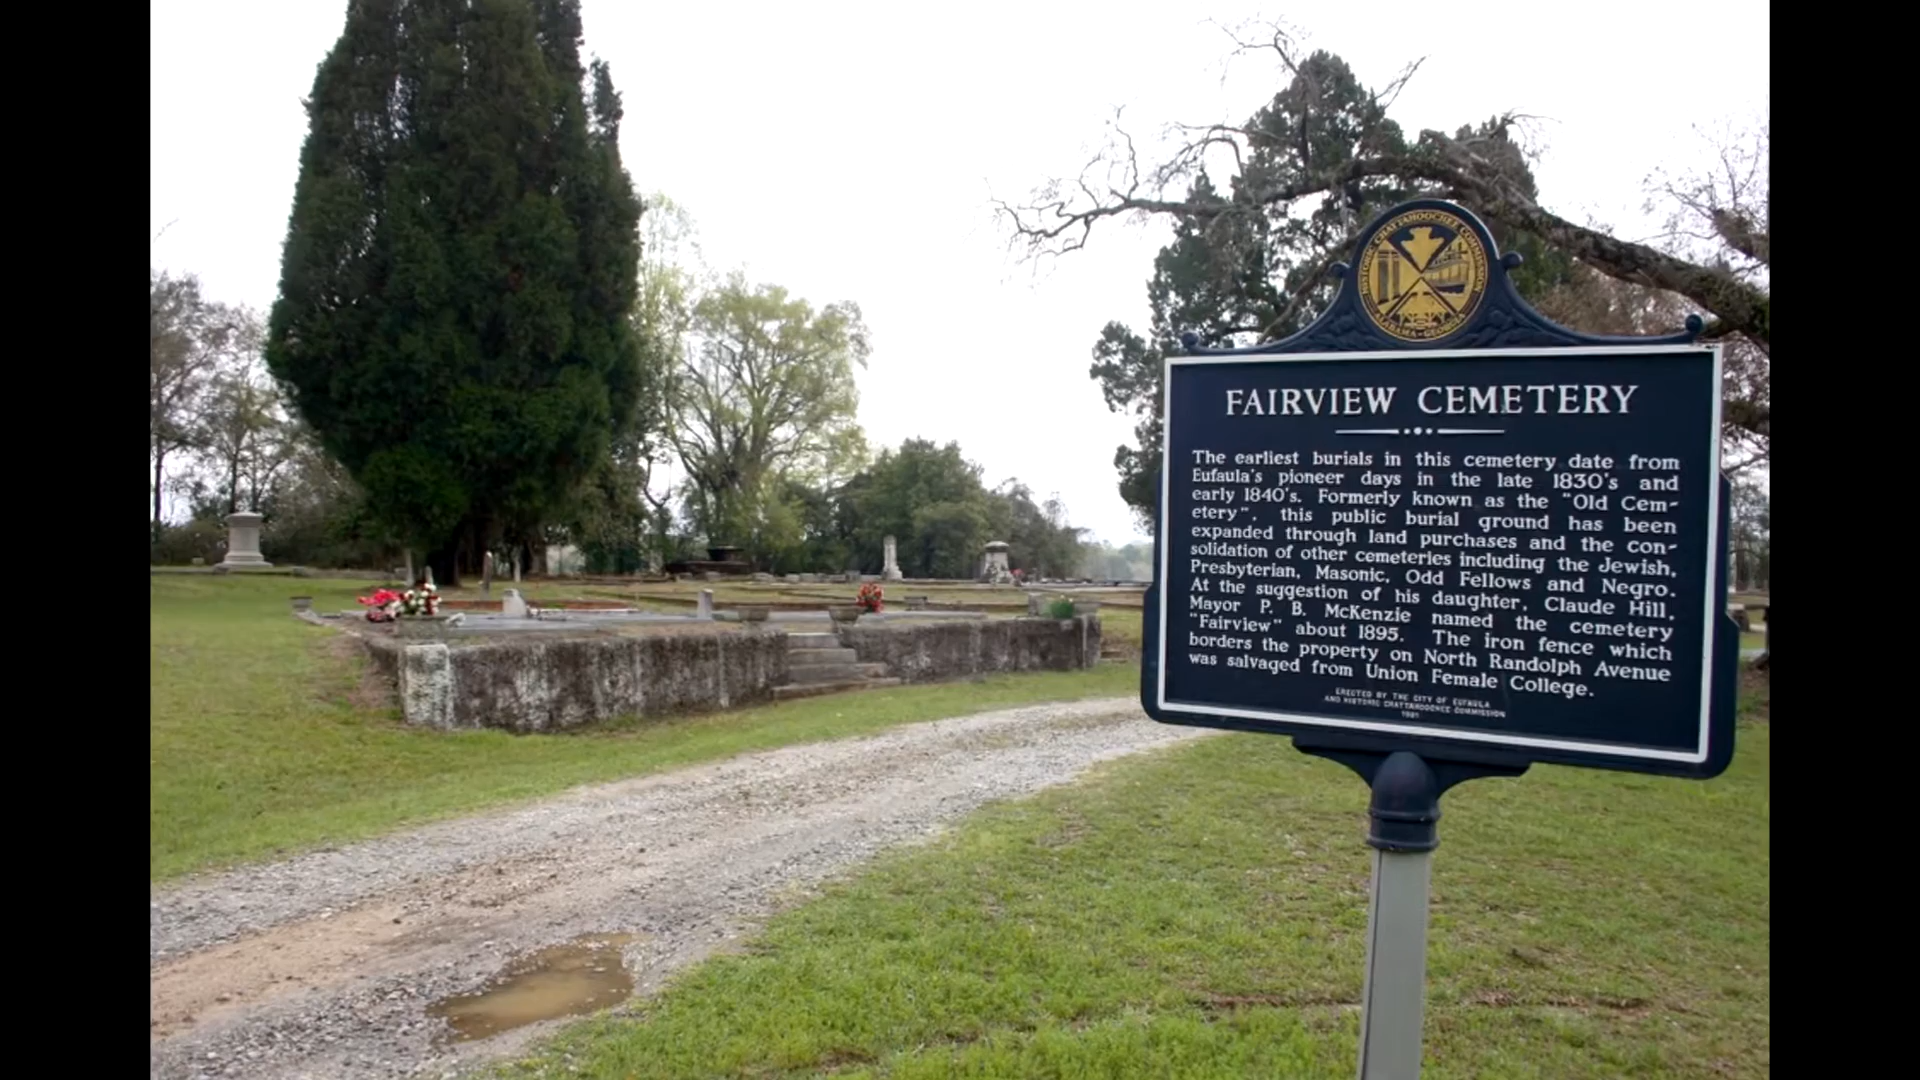 HISTORIC CHATTAHOOCHEE COMMISSION
ALABAMA - GEORGIA
FAIRVIEW CEMETERY
The earliest burials in this cemetery date from
Eufaula's pioneer days in the late 1830's and
early 1840's. Formerly known as the "Old Cem-
etery", this public burial ground has been
expanded through land purchases and the con-
solidation of other cemeteries including the Jewish,
Presbyterian, Masonic, Odd Fellows and Negro.
At the suggestion of his daughter, Claude Hill,
Mayor P. B. McKenzie named the cemetery
"Fairview" about 1895. The iron fence which
borders the property on North Randolph Avenue
was salvaged from Union Female College.
ERECTED BY THE CITY OF EUFAULA
AND HISTORIC CHATTAHOOCHEE COMMISSION